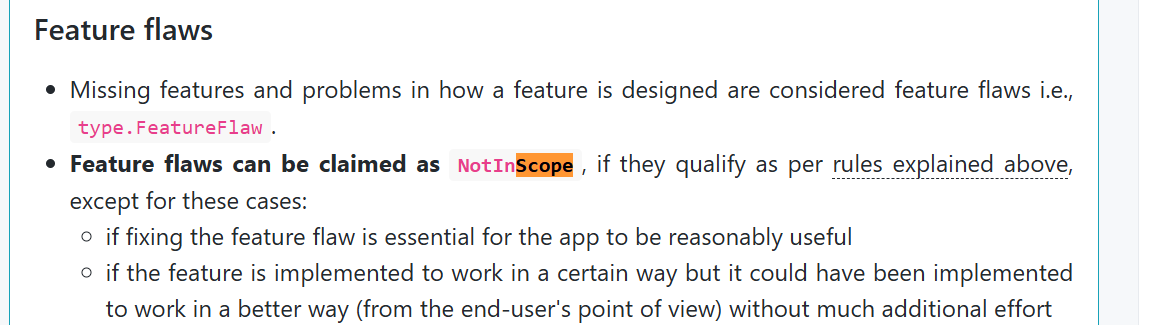 Feature flaws
• Missing features and problems in how a feature is designed are considered feature flaws i.e.,
type.FeatureFlaw .
• Feature flaws can be claimed as NotInScope , if they qualify as per rules explained above,
except for these cases:
◦ if fixing the feature flaw is essential for the app to be reasonably useful
◦ if the feature is implemented to work in a certain way but it could have been implemented
to work in a better way (from the end-user's point of view) without much additional effort